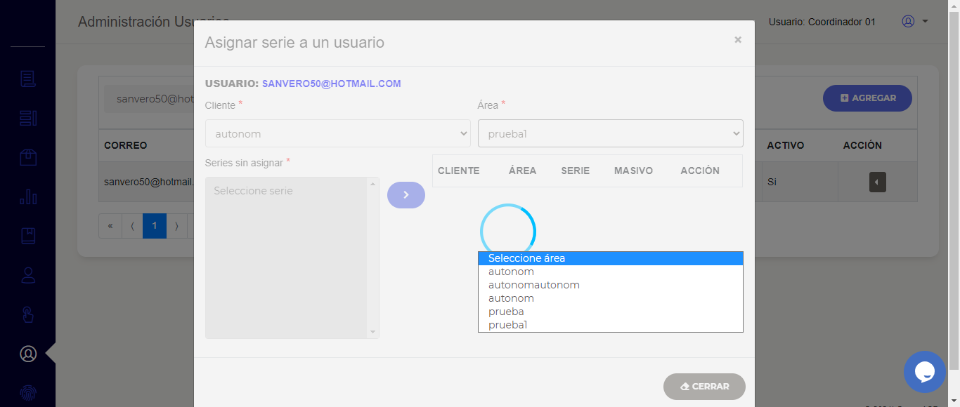 Administración Usuarios
Usuario: Coordinador 01
Asignar serie a un usuario
×
USUARIO: SANVERO50@HOTMAIL.COM
Cliente *
Área *
sanvero50@hot
AGREGAR
autonom
prueba1
CORREO
ACTIVO
ACCIÓN
Series sin asignar *
CLIENTE ÁREA SERIE MASIVO ACCIÓN
sanvero50@hotmail.
Seleccione serie
Si
« ⟨ 1 ⟩
Seleccione área
autonom
autonomautonom
autonom
prueba
prueba1
CERRAR